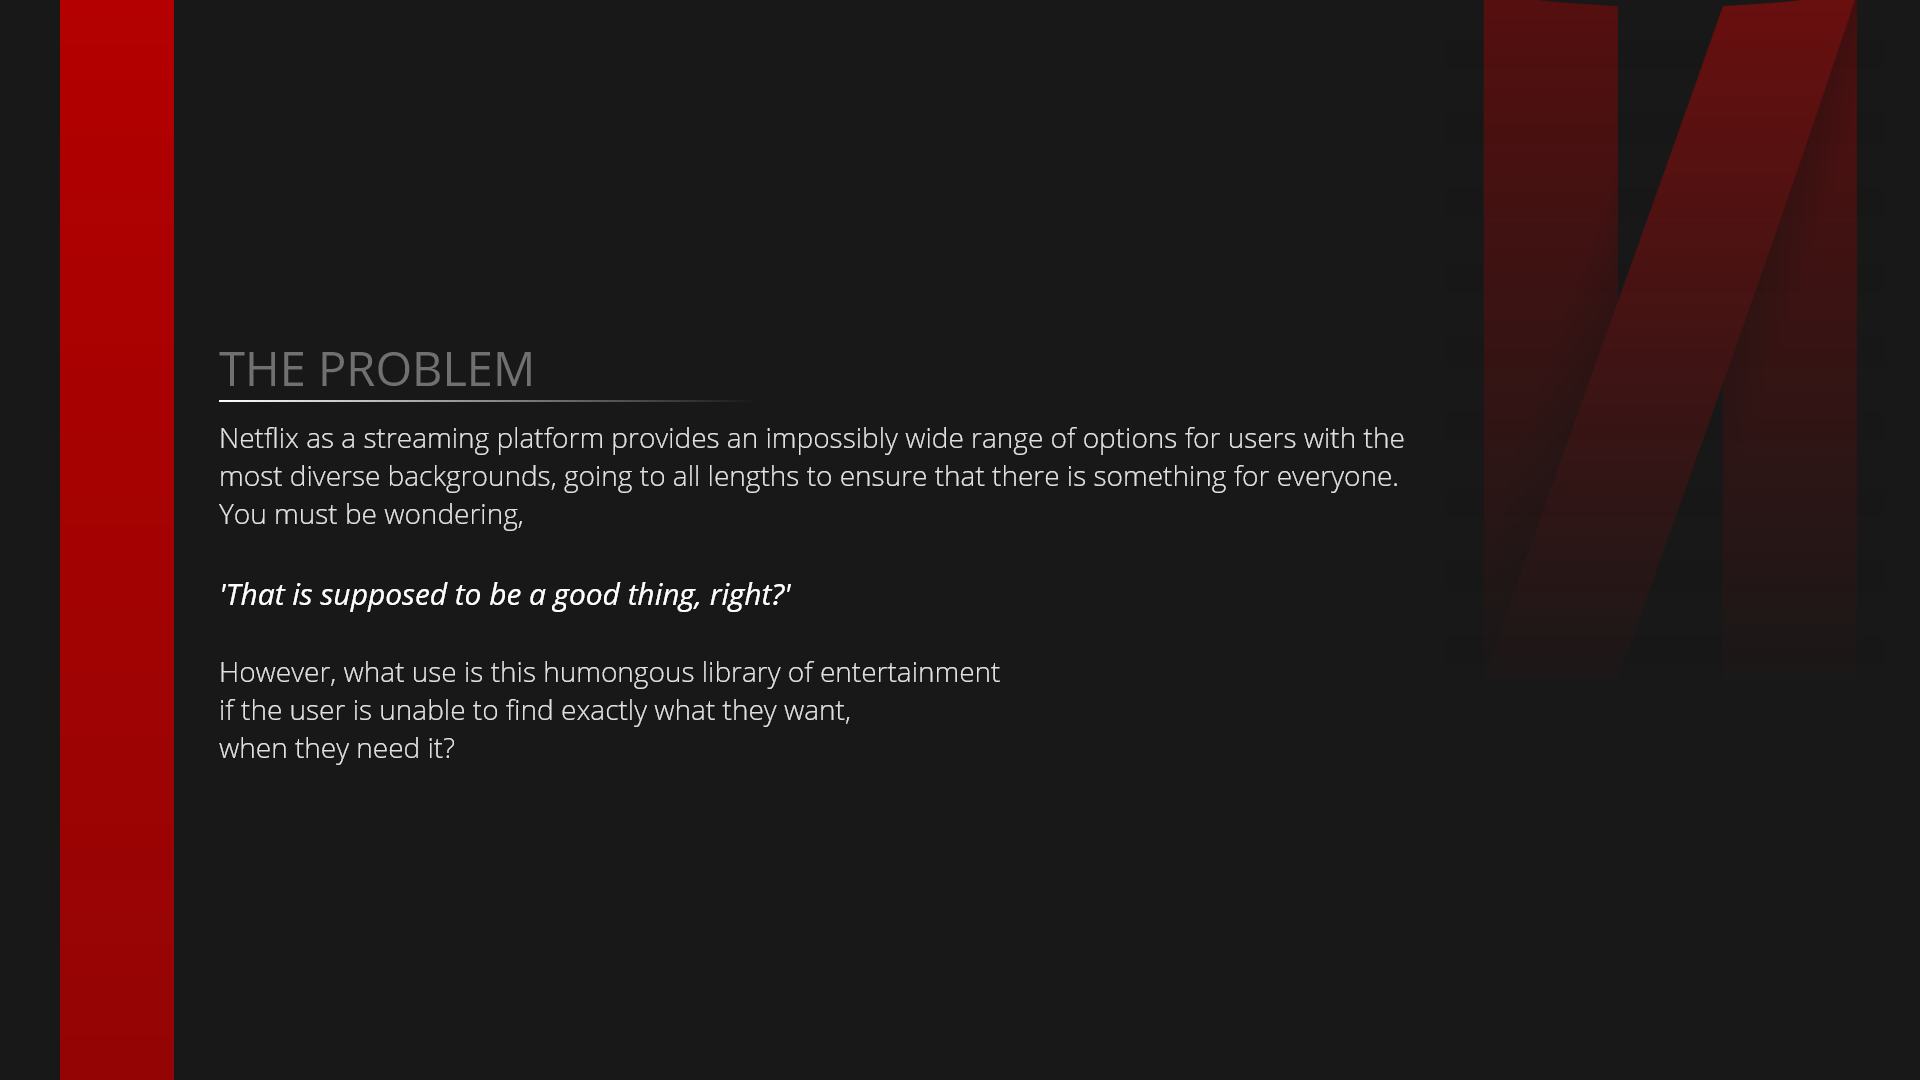 THE PROBLEM
Netflix as a streaming platform provides an impossibly wide range of options for users with the
most diverse backgrounds, going to all lengths to ensure that there is something for everyone.
You must be wondering,
'That is supposed to be a good thing, right?'
However, what use is this humongous library of entertainment
if the user is unable to find exactly what they want,
when they need it?